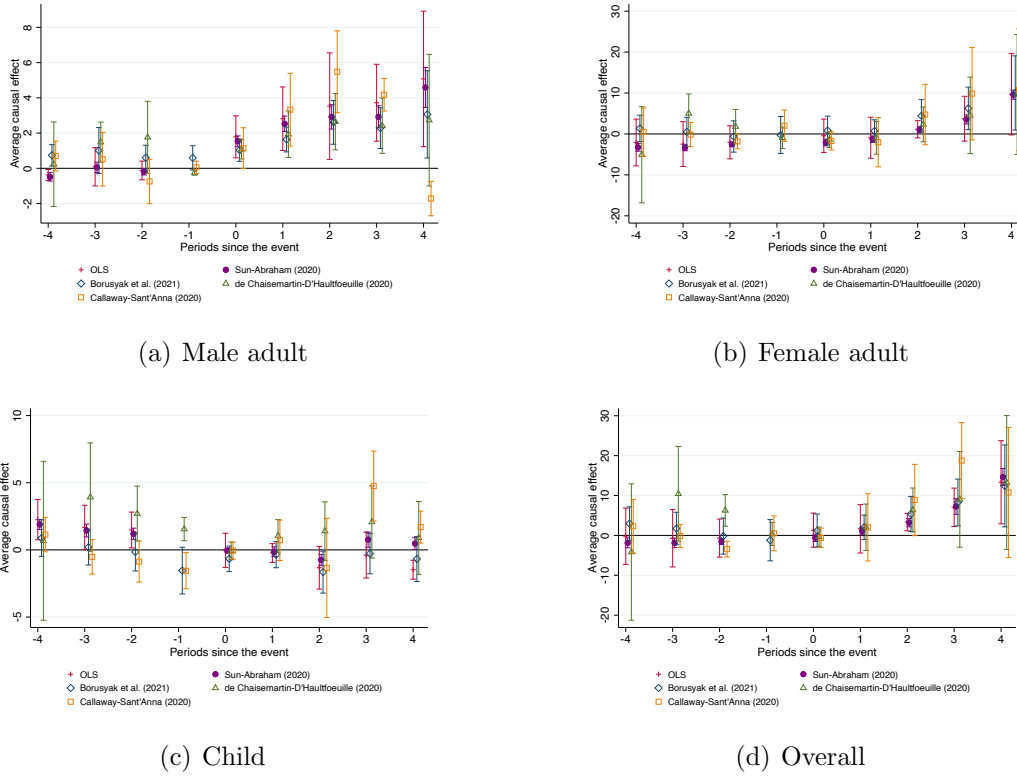 Average causal effect
8
6
4
2
0
-2
-4 -3 -2 -1 0 1 2 3 4
Periods since the event
OLS Sun-Abraham (2020)
Borusyak et al. (2021) de Chaisemartin-D'Haultfoeuille (2020)
Callaway-Sant'Anna (2020)
(a) Male adult
Average causal effect
30
20
10
0
-10
-20
-4 -3 -2 -1 0 1 2 3 4
Periods since the event
OLS Sun-Abraham (2020)
Borusyak et al. (2021) de Chaisemartin-D'Haultfoeuille (2020)
Callaway-Sant'Anna (2020)
(b) Female adult
Average causal effect
10
5
0
-5
-4 -3 -2 -1 0 1 2 3 4
Periods since the event
OLS Sun-Abraham (2020)
Borusyak et al. (2021) de Chaisemartin-D'Haultfoeuille (2020)
Callaway-Sant'Anna (2020)
(c) Child
Average causal effect
30
20
10
0
-10
-20
-4 -3 -2 -1 0 1 2 3 4
Periods since the event
OLS Sun-Abraham (2020)
Borusyak et al. (2021) de Chaisemartin-D'Haultfoeuille (2020)
Callaway-Sant'Anna (2020)
(d) Overall